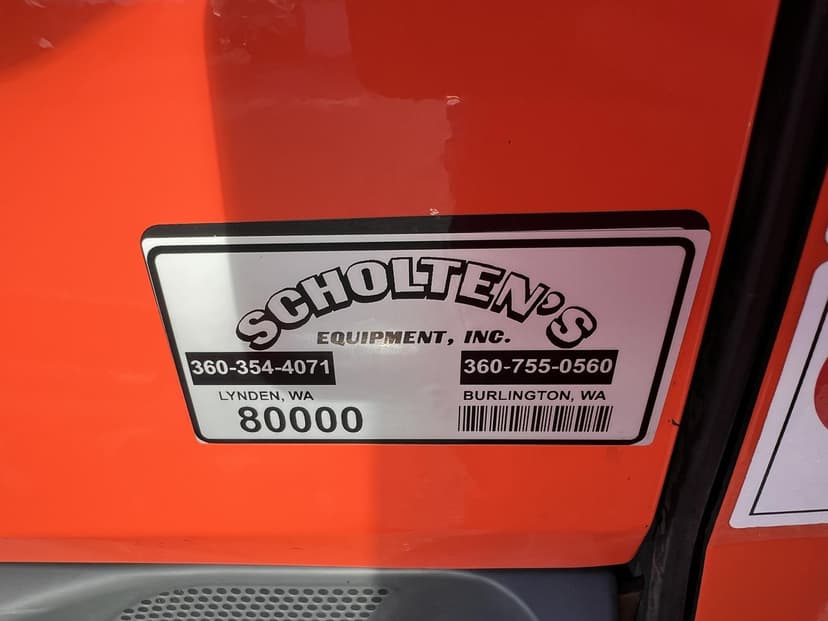 SCHOLTEN'S
EQUIPMENT, INC.
360-354-4071 360-755-0560
LYNDEN, WA BURLINGTON, WA
80000